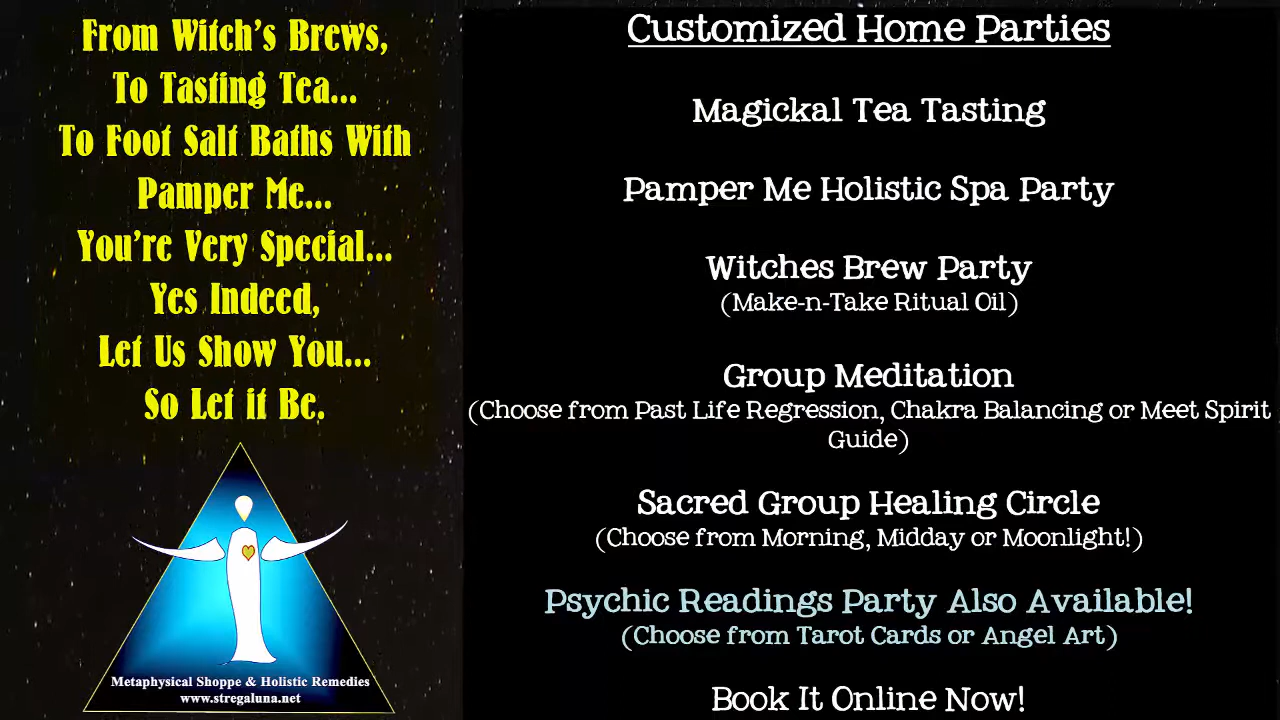 From Witch's Brews,
To Tasting Tea...
To Foot Salt Baths With
Pamper Me...
You're Very Special...
Yes Indeed,
Let Us Show You...
So Let it Be.
Metaphysical Shoppe & Holistic Remedies
www.stregaluna.net
Customized Home Parties
Magickal Tea Tasting
Pamper Me Holistic Spa Party
Witches Brew Party
(Make-n-Take Ritual Oil)
Group Meditation
(Choose from Past Life Regression, Chakra Balancing or Meet Spirit
Guide)
Sacred Group Healing Circle
(Choose from Morning, Midday or Moonlight!)
Psychic Readings Party Also Available!
(Choose from Tarot Cards or Angel Art)
Book It Online Now!